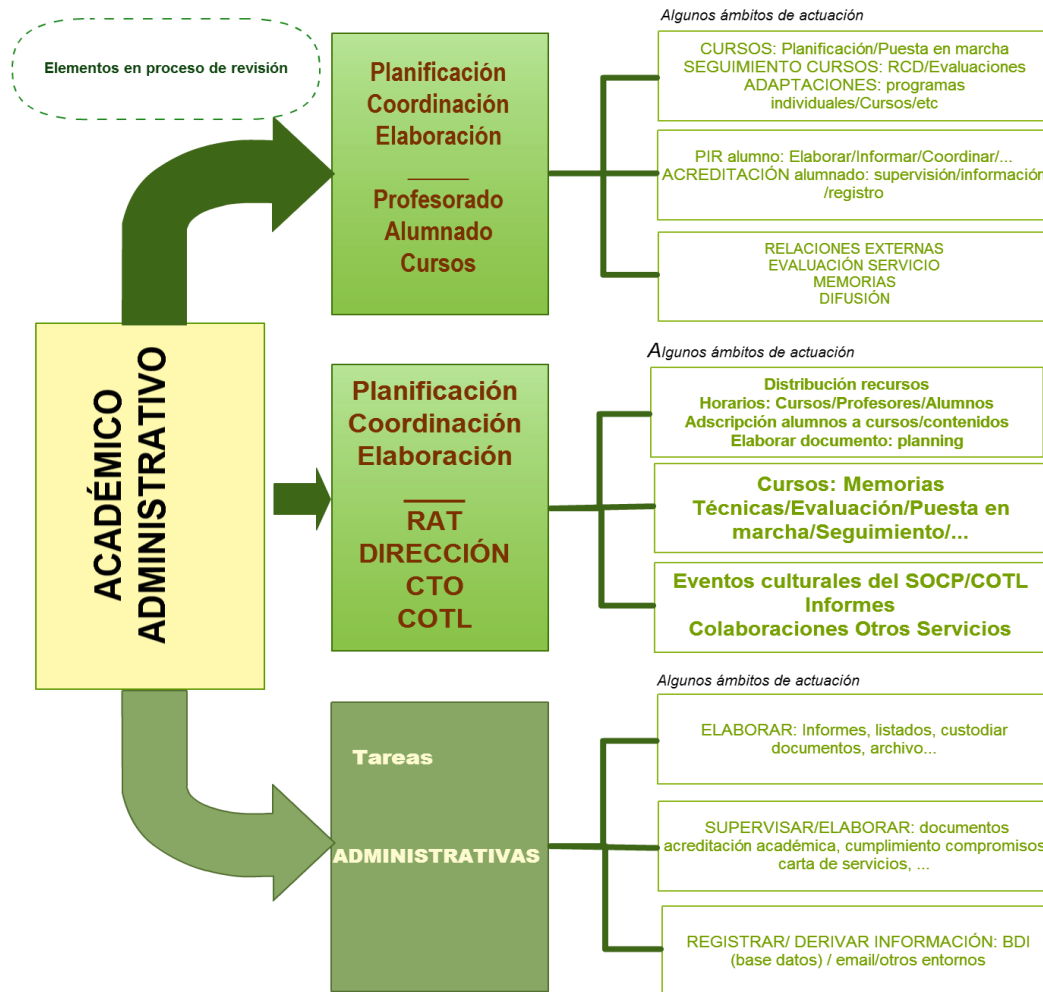 Elementos en proceso de revisión
ACADÉMICO
ADMINISTRATIVO
Planificación
Coordinación
Elaboración
Profesorado
Alumnado
Cursos
Algunos ámbitos de actuación
CURSOS: Planificación/Puesta en marcha
SEGUIMIENTO CURSOS: RCD/Evaluaciones
ADAPTACIONES: programas
individuales/Cursos/etc
PIR alumno: Elaborar/Informar/Coordinar/...
ACREDITACIÓN alumnado: supervisión/información
/registro
RELACIONES EXTERNAS
EVALUACIÓN SERVICIO
MEMORIAS
DIFUSIÓN
Planificación
Coordinación
Elaboración
RAT
DIRECCIÓN
CTO
COTL
Algunos ámbitos de actuación
Distribución recursos
Horarios: Cursos/Profesores/Alumnos
Adscripción alumnos a cursos/contenidos
Elaborar documento: planning
Cursos: Memorias
Técnicas/Evaluación/Puesta en
marcha/Seguimiento/...
Eventos culturales del SOCP/COTL
Informes
Colaboraciones Otros Servicios
Tareas
ADMINISTRATIVAS
Algunos ámbitos de actuación
ELABORAR: Informes, listados, custodiar
documentos, archivo...
SUPERVISAR/ELABORAR: documentos
acreditación académica, cumplimiento compromisos
carta de servicios, ...
REGISTRAR/ DERIVAR INFORMACIÓN: BDI
(base datos) / email/otros entornos